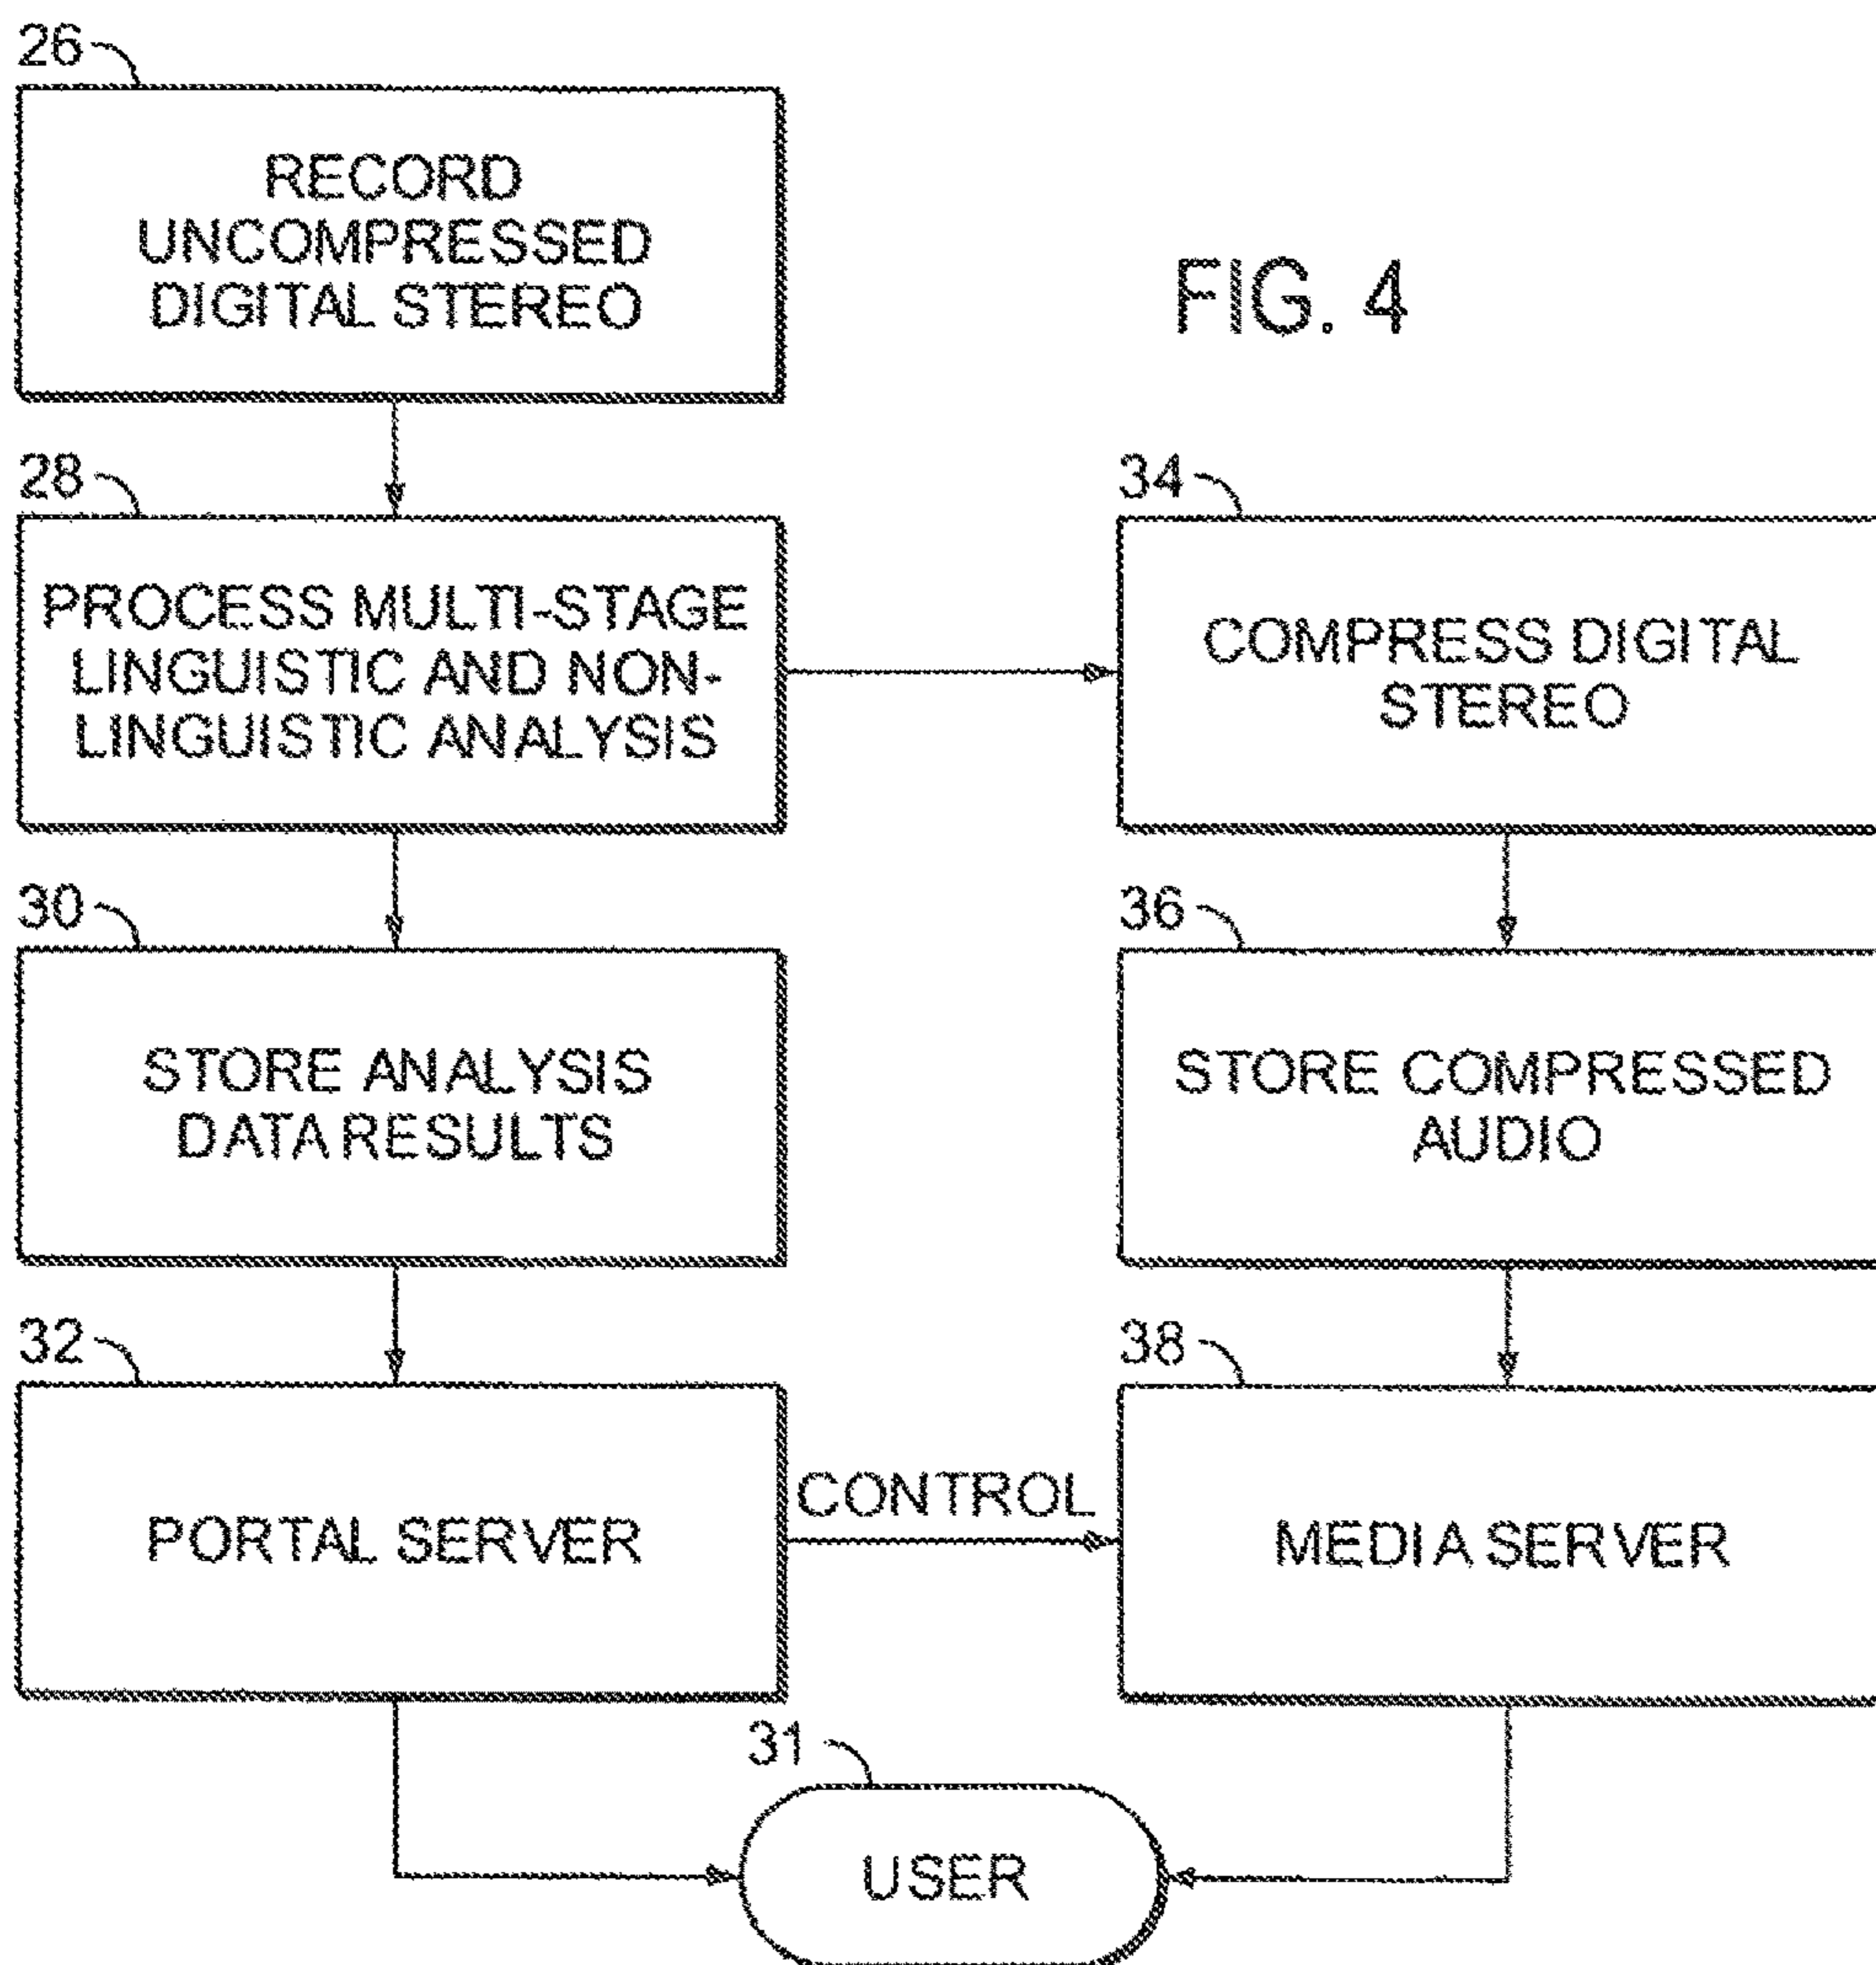 26
RECORD
UNCOMPRESSED
DIGITAL STEREO
FIG. 4
28
PROCESS MULTI-STAGE
LINGUISTIC AND NON-
LINGUISTIC ANALYSIS
34
COMPRESS DIGITAL
STEREO
30
STORE ANALYSIS
DATA RESULTS
36
STORE COMPRESSED
AUDIO
32
PORTAL SERVER
CONTROL
38
MEDIA SERVER
31
USER